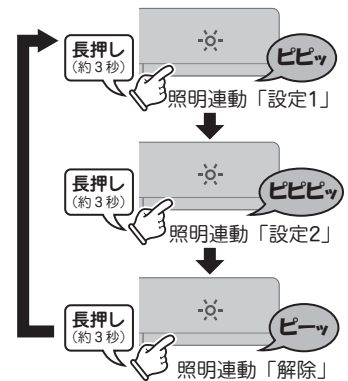 長押し
(約3秒)
ピピッ
照明連動「設定1」
長押し
(約3秒)
ピピピッ
照明連動「設定2」
長押し
(約3秒)
ピーッ
照明連動「解除」